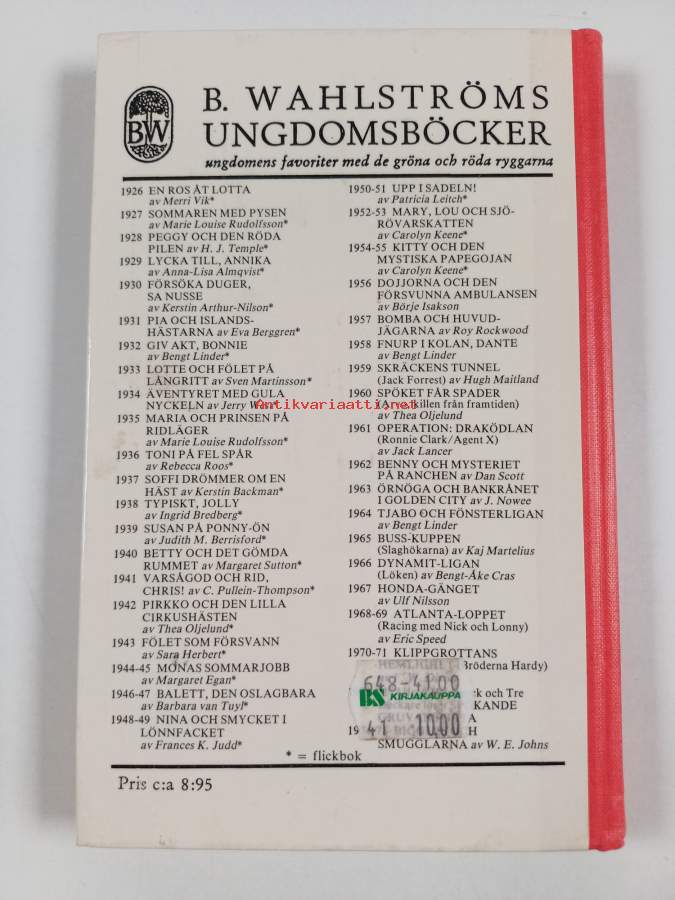 BW
B. WAHLSTRÖMS
UNGDOMSBÖCKER
ungdomens favoriter med de gröna och röda ryggarna
1926 EN ROS ÅT LOTTA
av Merri Vik*
1927 SOMMAREN MED PYSEN
av Marie Louise Rudolfsson*
1928 PEGGY OCH DEN RÖDA
PILEN av H. J. Temple*
1929 LYCKA TILL, ANNIKA
av Anna-Lisa Almqvist*
1930 FÖRSÖKA DUGER,
SA NUSSE
av Kerstin Arthur-Nilson*
1931 PIA OCH ISLANDS-
HÄSTARNA av Eva Berggren*
1932 GIV AKT, BONNIE
av Bengt Linder*
1933 LOTTE OCH FÖLET PÅ
LÅNGRITT av Sven Martinsson*
1934 ÄVENTYRET MED GULA
NYCKELN av Jerry West*
1935 MARIA OCH PRINSEN PÅ
RIDLÄGER
av Marie Louise Rudolfsson*
1936 TONI PÅ FEL SPÅR
av Rebecca Roos*
1937 SOFFI DRÖMMER OM EN
HÄST av Kerstin Backman*
1938 TYPISKT, JOLLY
av Ingrid Bredberg*
1939 SUSAN PÅ PONNY-ÖN
av Judith M. Berrisford*
1940 BETTY OCH DET GÖMDA
RUMMET av Margaret Sutton*
1941 VARSÅGOD OCH RID,
CHRIS! av C. Pullein-Thompson*
1942 PIRKKO OCH DEN LILLA
CIRKUSHÄSTEN
av Thea Oljelund*
1943 FÖLET SOM FÖRSVANN
av Sara Herbert*
1944-45 MONAS SOMMARJOBB
av Margaret Egan*
1946-47 BALETT, DEN OSLAGBARA
av Barbara van Tuyl*
1948-49 NINA OCH SMYCKET I
LÖNNFACKET
av Frances K. Judd*
1950-51 UPP I SADELN!
av Patricia Leitch*
1952-53 MARY, LOU OCH SJÖ-
RÖVARSKATTEN
av Carolyn Keene*
1954-55 KITTY OCH DEN
MYSTISKA PAPEGOJAN
av Carolyn Keene*
1956 DOJJORNA OCH DEN
FÖRSVUNNA AMBULANSEN
av Börje Isakson
1957 BOMBA OCH HUVUD-
JÄGARNA av Roy Rockwood
1958 FNURP I KOLAN, DANTE
av Bengt Linder
1959 SKRÄCKENS TUNNEL
(Jack Forrest) av Hugh Maitland
1960 SPÖKET FÅR SPADER
killen från framtiden)
av Thea Oljelund
1961 OPERATION: DRAKÖDLAN
(Ronnie Clark/Agent X)
av Jack Lancer
1962 BENNY OCH MYSTERIET
PÅ RANCHEN av Dan Scott
1963 ÖRNÖGA OCH BANKRÅNET
I GOLDEN CITY av J. Nowee
1964 TJABO OCH FÖNSTERLIGAN
av Bengt Linder
1965 BUSS-KUPPEN
(Slaghökarna) av Kaj Martelius
1966 DYNAMIT-LIGAN
(Löken) av Bengt-Åke Cras
1967 HONDA-GÄNGET
av Ulf Nilsson
1968-69 ATLANTA-LOPPET
(Racing med Nick och Lonny)
av Eric Speed
1970-71 KLIPPGROTTANS
HEMLIGHET Bröderna Hardy)
648-4100
BS KIRJAKAUPPA
och Tre
KANDE
41 10.00
SMUGGLARNA av W. E. Johns
* = flickbok
Pris c:a 8:95
Antikvariaatti.net